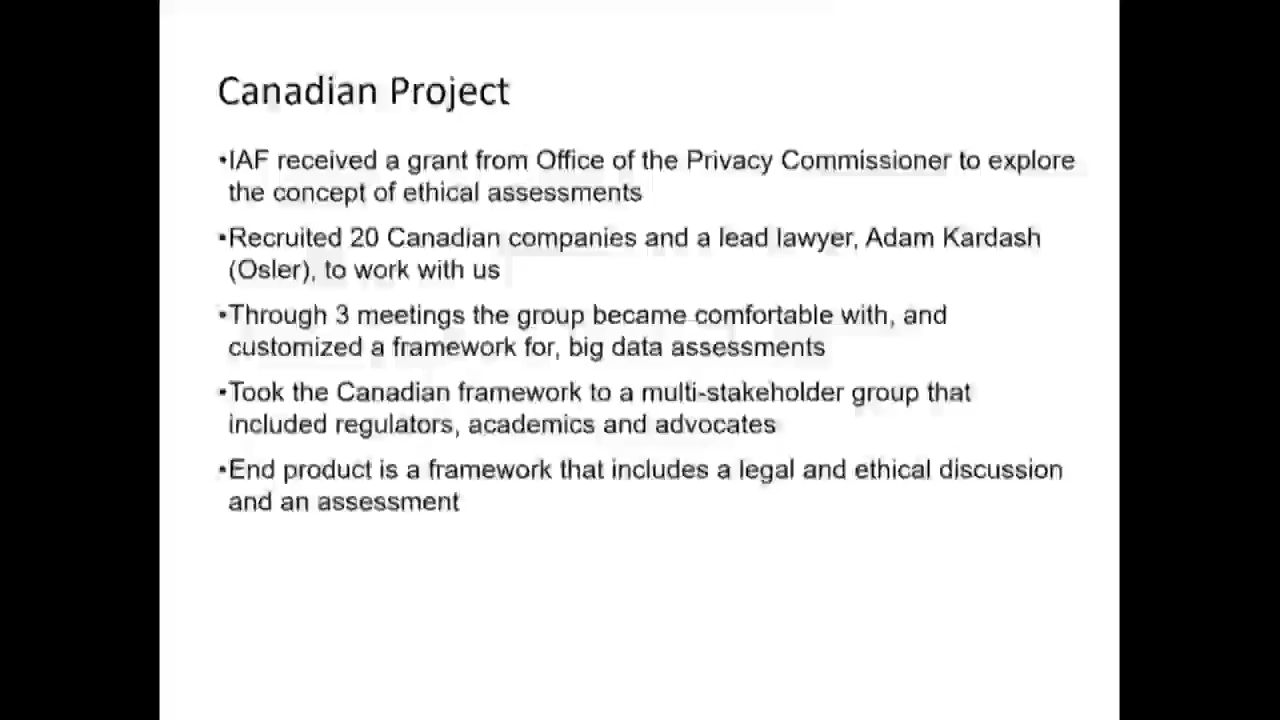 Canadian Project
•IAF received a grant from Office of the Privacy Commissioner to explore
the concept of ethical assessments
•Recruited 20 Canadian companies and a lead lawyer, Adam Kardash
(Osler), to work with us
•Through 3 meetings the group became comfortable with, and
customized a framework for, big data assessments
•Took the Canadian framework to a multi-stakeholder group that
included regulators, academics and advocates
•End product is a framework that includes a legal and ethical discussion
and an assessment